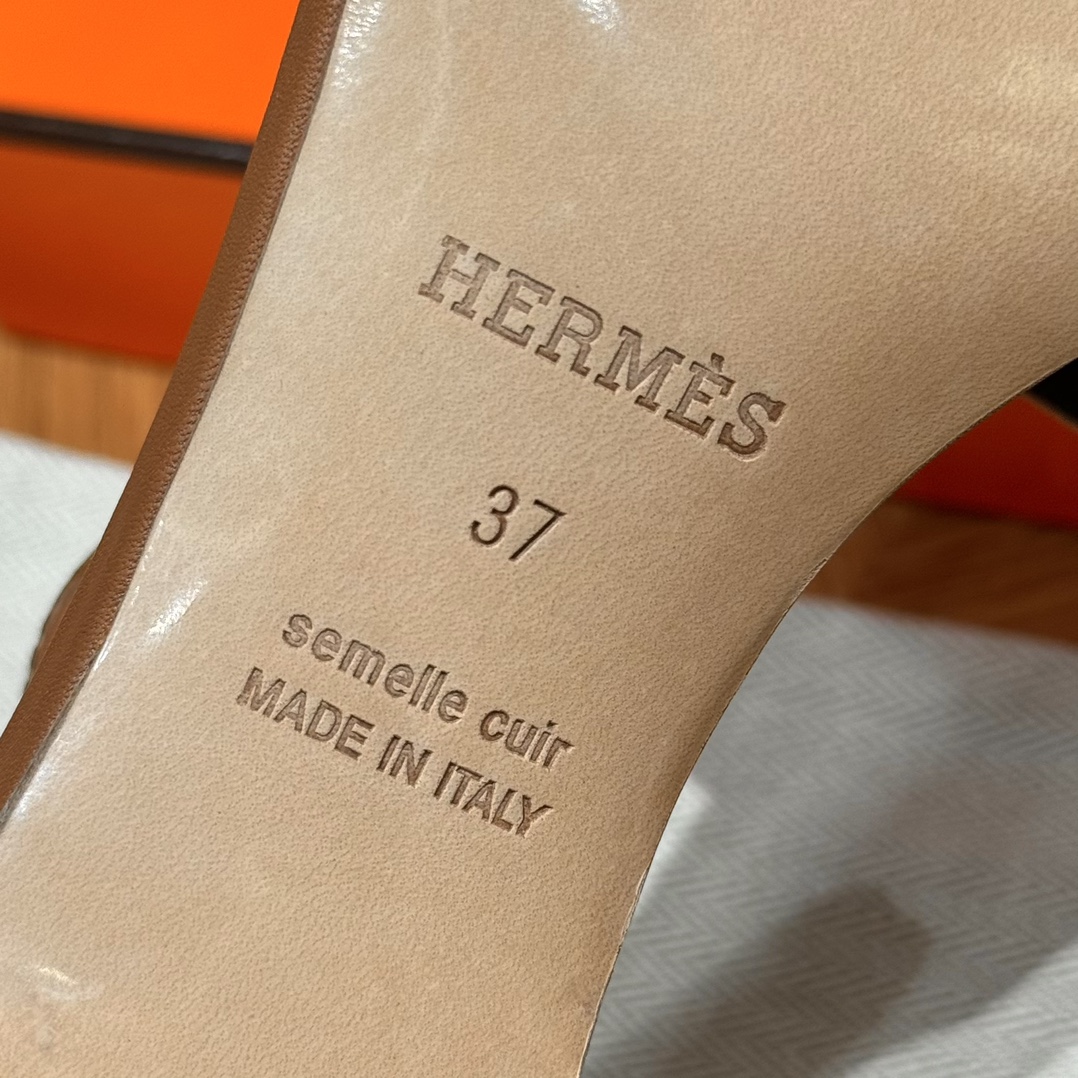 HERMÈS
37
semelle cuir
MADE IN ITALY